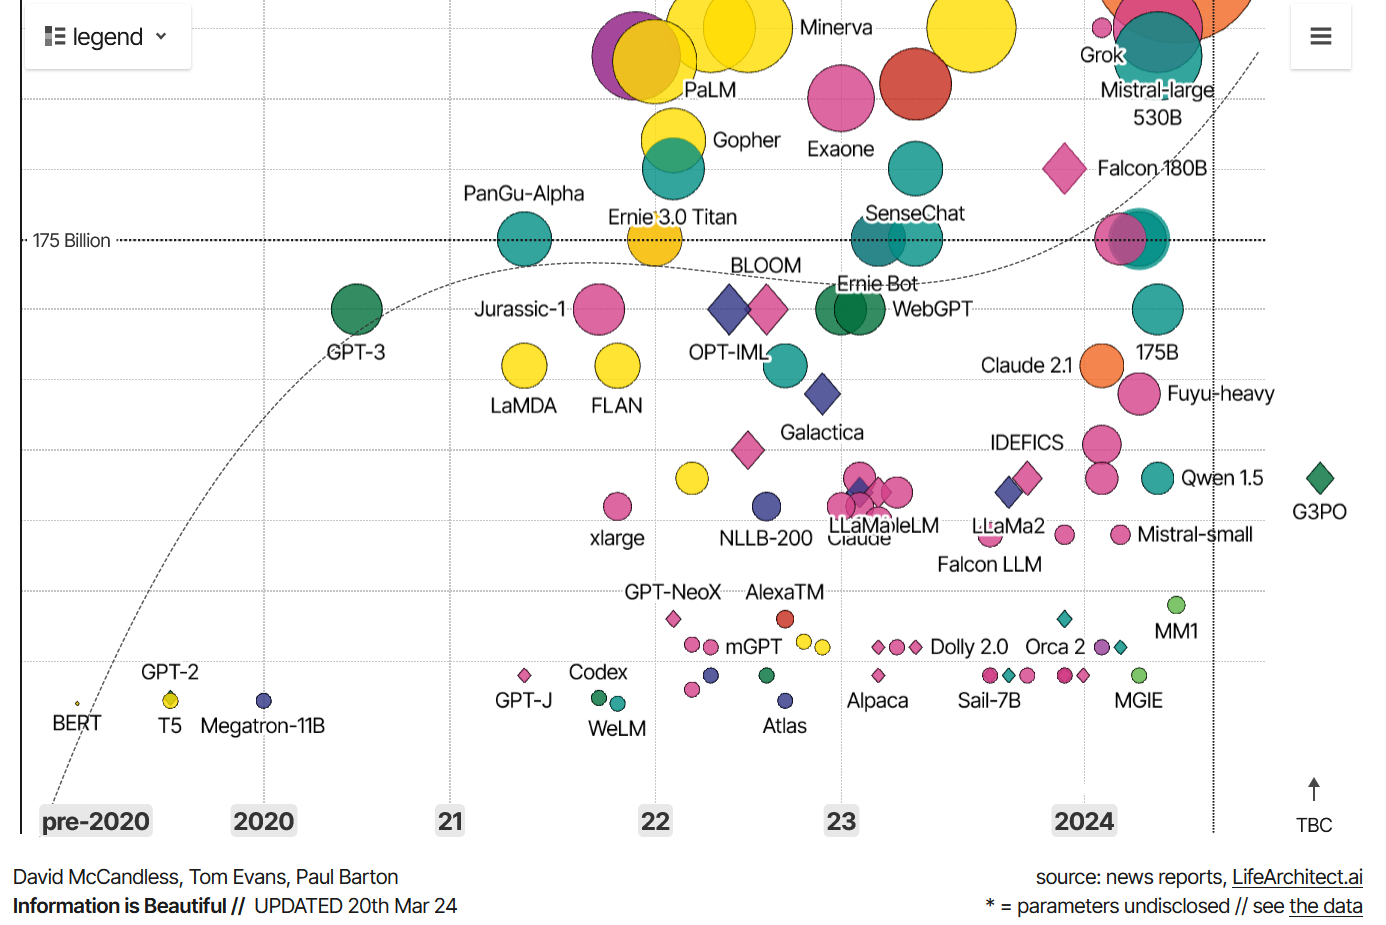 legend
Minerva
Grok
PaLM
Mistral-large
530B
Gopher
Exaone
Falcon 180B
PanGu-Alpha
Ernie 3.0 Titan
SenseChat
175 Billion
BLOOM
Ernie Bot
Jurassic-1
WebGPT
GPT-3
OPT-IML
175B
Claude 2.1
Fuyu-heavy
LaMDA
FLAN
Galactica
IDEFICS
Qwen 1.5
G3PO
xlarge
NLLB-200
LLaMa
leLM
Claude
LLaMa2
Mistral-small
Falcon LLM
GPT-NeoX
AlexaTM
MM1
mGPT
Dolly 2.0
Orca 2
GPT-2
Codex
GPT-J
Alpaca
Sail-7B
MGIE
BERT
T5
Megatron-11B
WeLM
Atlas
pre-2020
2020
21
22
23
2024
TBC
David McCandless, Tom Evans, Paul Barton
Information is Beautiful // UPDATED 20th Mar 24
source: news reports, LifeArchitect.ai
* = parameters undisclosed // see the data